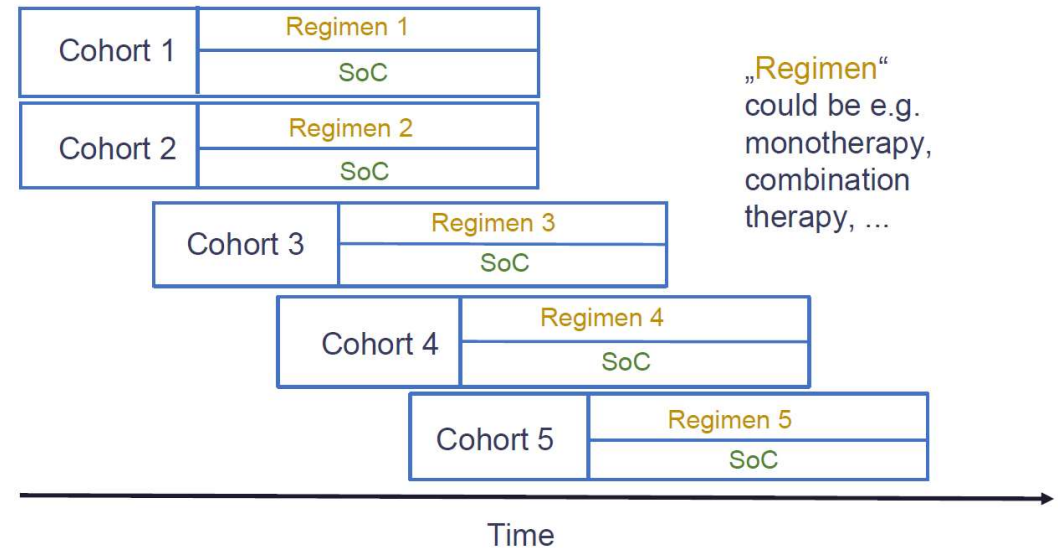 Cohort 1
Regimen 1
SoC
Cohort 2
Regimen 2
SoC
Cohort 3
Regimen 3
SoC
Cohort 4
Regimen 4
SoC
Cohort 5
Regimen 5
SoC
„Regimen“
could be e.g.
monotherapy,
combination
therapy, ...
Time